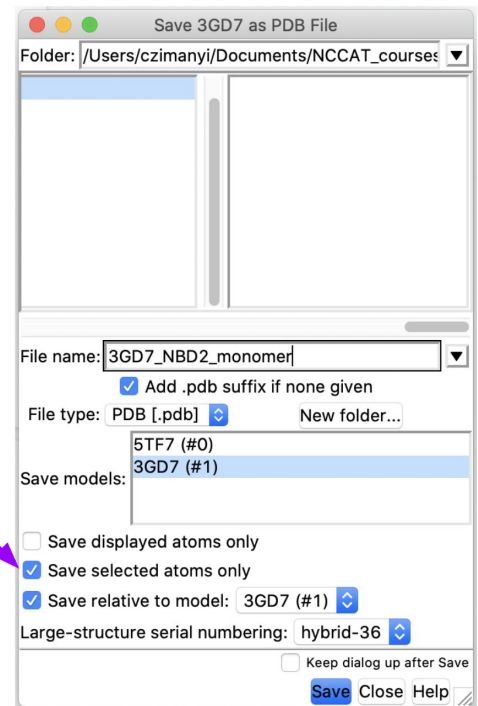 Save 3GD7 as PDB File
Folder: /Users/czimanyi/Documents/NCCAT_courses
File name: 3GD7_NBD2_monomer
Add .pdb suffix if none given
File type: PDB [.pdb] New folder...
5TF7 (#0)
Save models: 3GD7 (#1)
Save displayed atoms only
Save selected atoms only
Save relative to model: 3GD7 (#1)
Large-structure serial numbering: hybrid-36
Keep dialog up after Save
Save Close Help